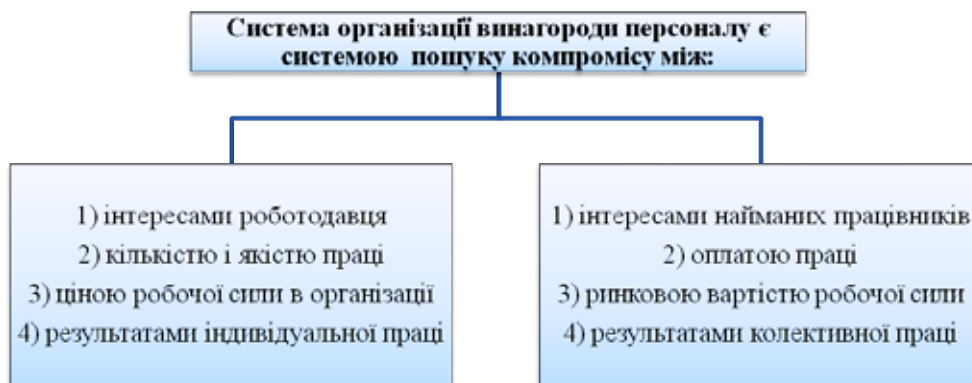 Система організації винагороди персоналу є
системою пошуку компромісу між:
1) інтересами роботодавця
2) кількістю і якістю праці
3) ціною робочої сили в організації
4) результатами індивідуальної праці
1) інтересами найманих працівників
2) оплатою праці
3) ринковою вартістю робочої сили
4) результатами колективної праці